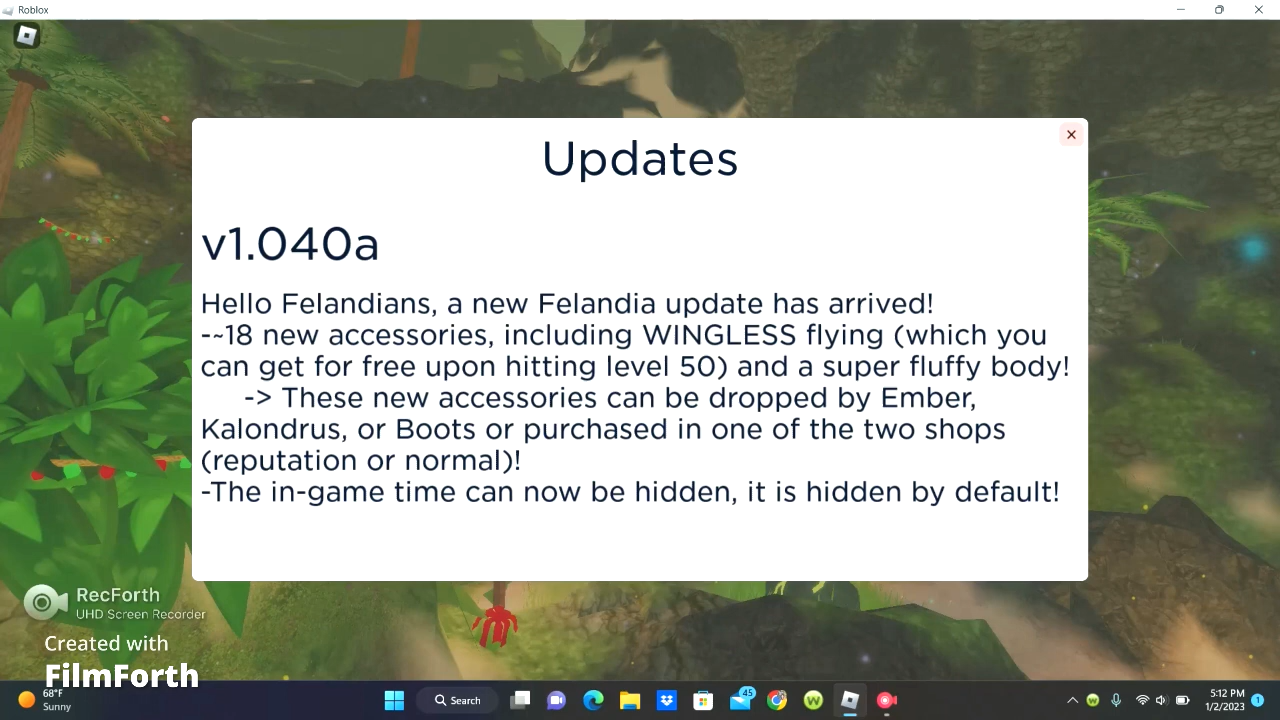 Roblox
Updates
v1.040a
Hello Felandians, a new Felandia update has arrived!
-~18 new accessories, including WINGLESS flying (which you
can get for free upon hitting level 50) and a super fluffy body!
-> These new accessories can be dropped by Ember,
Kalondrus, or Boots or purchased in one of the two shops
(reputation or normal)!
-The in-game time can now be hidden, it is hidden by default!
RecForth
UHD Screen Recorder
Created with
FilmForth
68°F
Sunny
Search
45
5:12 PM
1/2/2023
1